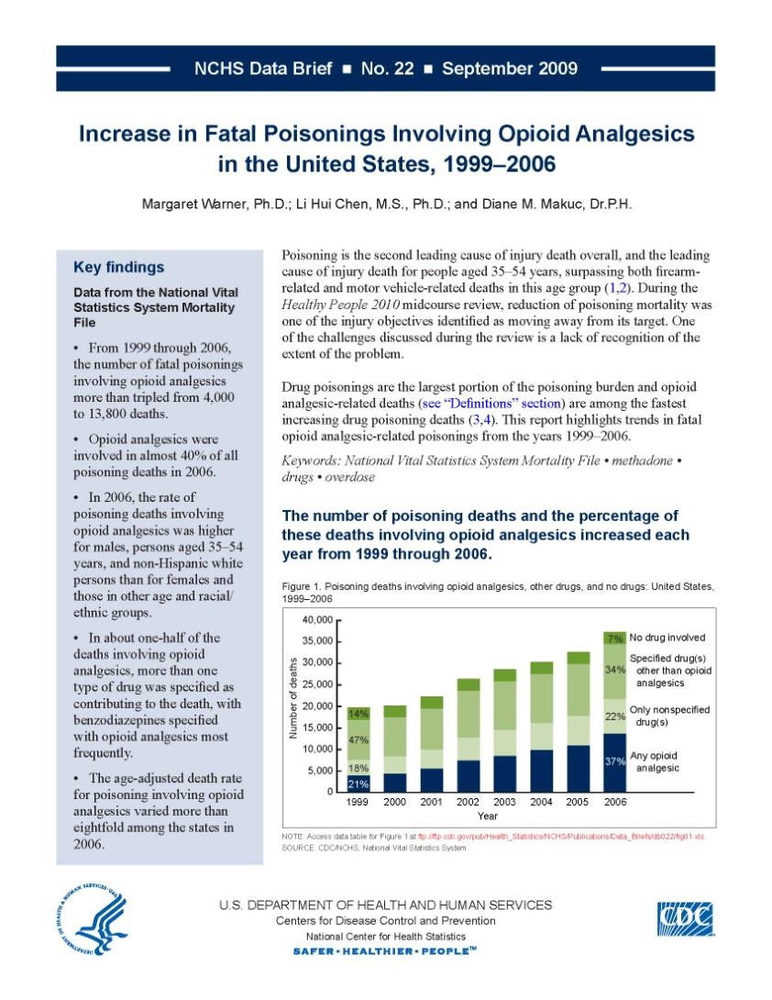 NCHS Data Brief ■ No. 22 ■ September 2009
Increase in Fatal Poisonings Involving Opioid Analgesics
in the United States, 1999–2006
Margaret Warner, Ph.D.; Li Hui Chen, M.S., Ph.D.; and Diane M. Makuc, Dr.P.H.
Key findings
Data from the National Vital
Statistics System Mortality
File
• From 1999 through 2006,
the number of fatal poisonings
involving opioid analgesics
more than tripled from 4,000
to 13,800 deaths.
• Opioid analgesics were
involved in almost 40% of all
poisoning deaths in 2006.
• In 2006, the rate of
poisoning deaths involving
opioid analgesics was higher
for males, persons aged 35–54
years, and non-Hispanic white
persons than for females and
those in other age and racial/
ethnic groups.
• In about one-half of the
deaths involving opioid
analgesics, more than one
type of drug was specified as
contributing to the death, with
benzodiazepines specified
with opioid analgesics most
frequently.
• The age-adjusted death rate
for poisoning involving opioid
analgesics varied more than
eightfold among the states in
2006.
Poisoning is the second leading cause of injury death overall, and the leading
cause of injury death for people aged 35–54 years, surpassing both firearm-
related and motor vehicle-related deaths in this age group (1,2). During the
Healthy People 2010 midcourse review, reduction of poisoning mortality was
one of the injury objectives identified as moving away from its target. One
of the challenges discussed during the review is a lack of recognition of the
extent of the problem.
Drug poisonings are the largest portion of the poisoning burden and opioid
analgesic-related deaths (see “Definitions” section) are among the fastest
increasing drug poisoning deaths (3,4). This report highlights trends in fatal
opioid analgesic-related poisonings from the years 1999–2006.
Keywords: National Vital Statistics System Mortality File • methadone •
drugs • overdose
The number of poisoning deaths and the percentage of
these deaths involving opioid analgesics increased each
year from 1999 through 2006.
Figure 1. Poisoning deaths involving opioid analgesics, other drugs, and no drugs: United States,
1999–2006
Number of deaths
40,000
35,000
30,000
25,000
20,000
15,000
10,000
5,000
0
14%
47%
18%
21%
7%
34%
22%
37%
No drug involved
Specified drug(s)
other than opioid
analgesics
Only nonspecified
drug(s)
Any opioid
analgesic
1999 2000 2001 2002 2003 2004 2005 2006
Year
NOTE: Access data table for Figure 1 at ftp://ftp.cdc.gov/pub/Health_Statistics/NCHS/Publications/Data_Briefs/db022/fig01.xls.
SOURCE: CDC/NCHS, National Vital Statistics System.
DEPARTMENT OF HEALTH & HUMAN SERVICES·USA
U.S. DEPARTMENT OF HEALTH AND HUMAN SERVICES
Centers for Disease Control and Prevention
National Center for Health Statistics
SAFER•HEALTHIER•PEOPLE™
CDC